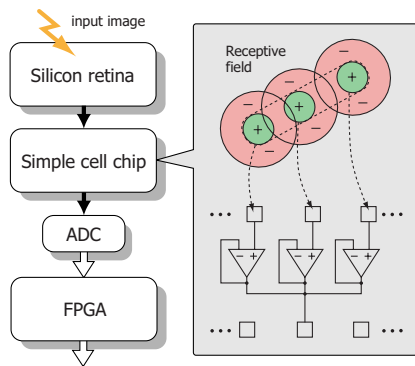 input image
Silicon retina
Simple cell chip
ADC
FPGA
Receptive
field
− − + −
− + −
− + −
−
••• •••
− + − + − +
••• •••